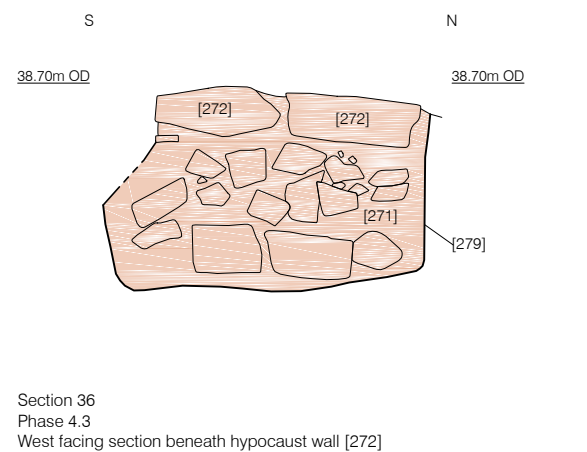 S N
38.70m OD 38.70m OD
[272]
[272]
[271]
[279]
Section 36
Phase 4.3
West facing section beneath hypocaust wall [272]